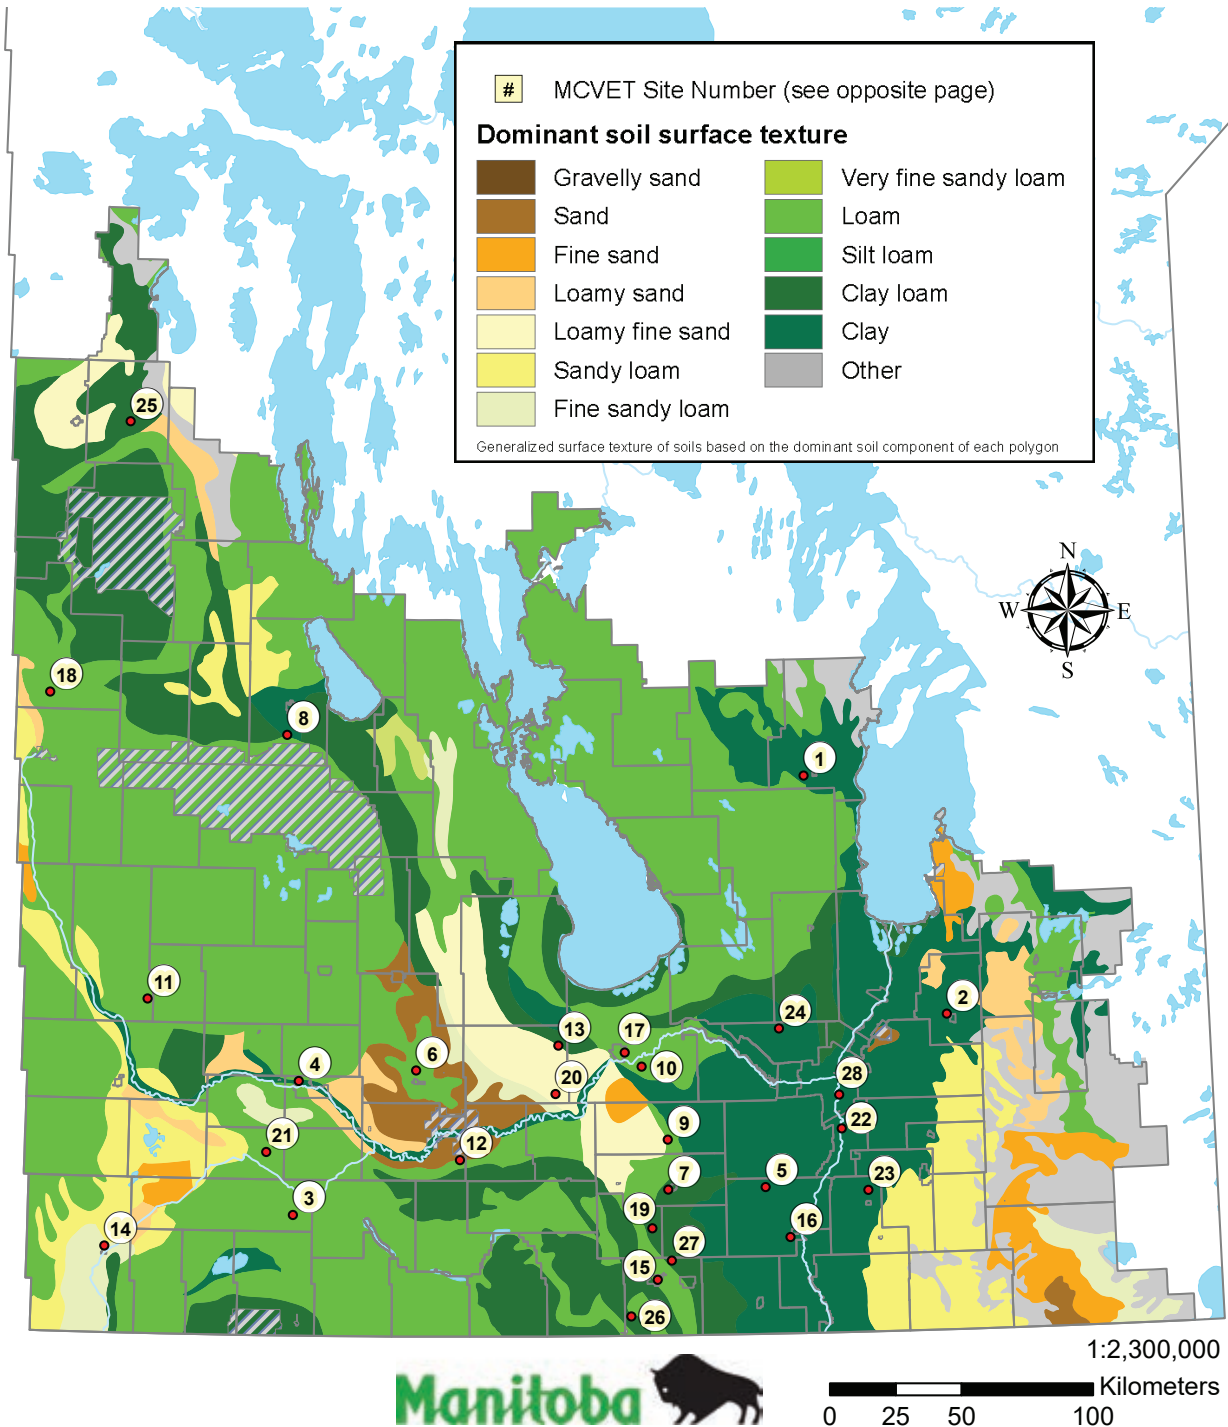 # MCVET Site Number (see opposite page)
Dominant soil surface texture
Gravelly sand
Sand
Fine sand
Loamy sand
Loamy fine sand
Sandy loam
Fine sandy loam
Very fine sandy loam
Loam
Silt loam
Clay loam
Clay
Other
Generalized surface texture of soils based on the dominant soil component of each polygon
25
N
W E
S
18
8
1
11
2
24
13
17
4
6
10
28
20
22
9
21
12
7
5
23
3
19
16
14
27
15
26
1:2,300,000
Manitoba
Kilometers
0 25 50 100